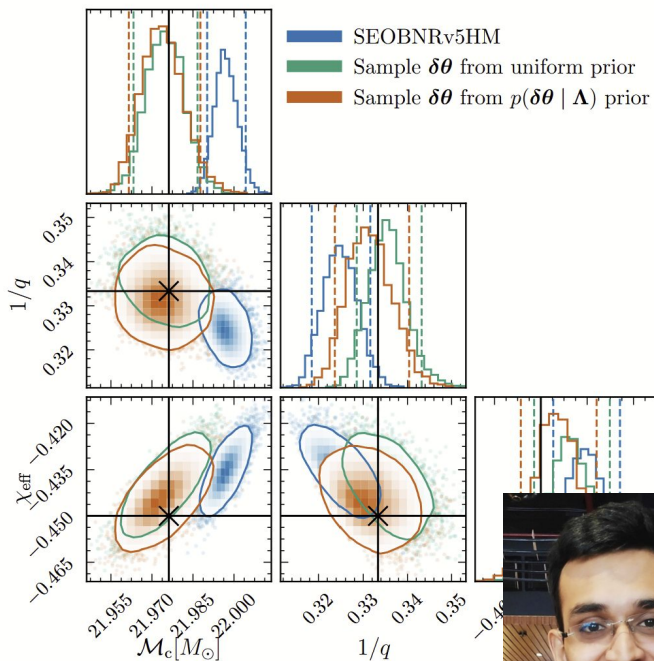 SEOBNRv5HM
Sample δθ from uniform prior
Sample δθ from p(δθ | Λ) prior
0.35
0.34
0.33
0.32
1/q
−0.420
−0.435
−0.450
−0.465
χeff
21.955
21.970
21.985
22.000
Mc[M⊙]
0.32
0.33
0.34
0.35
1/q